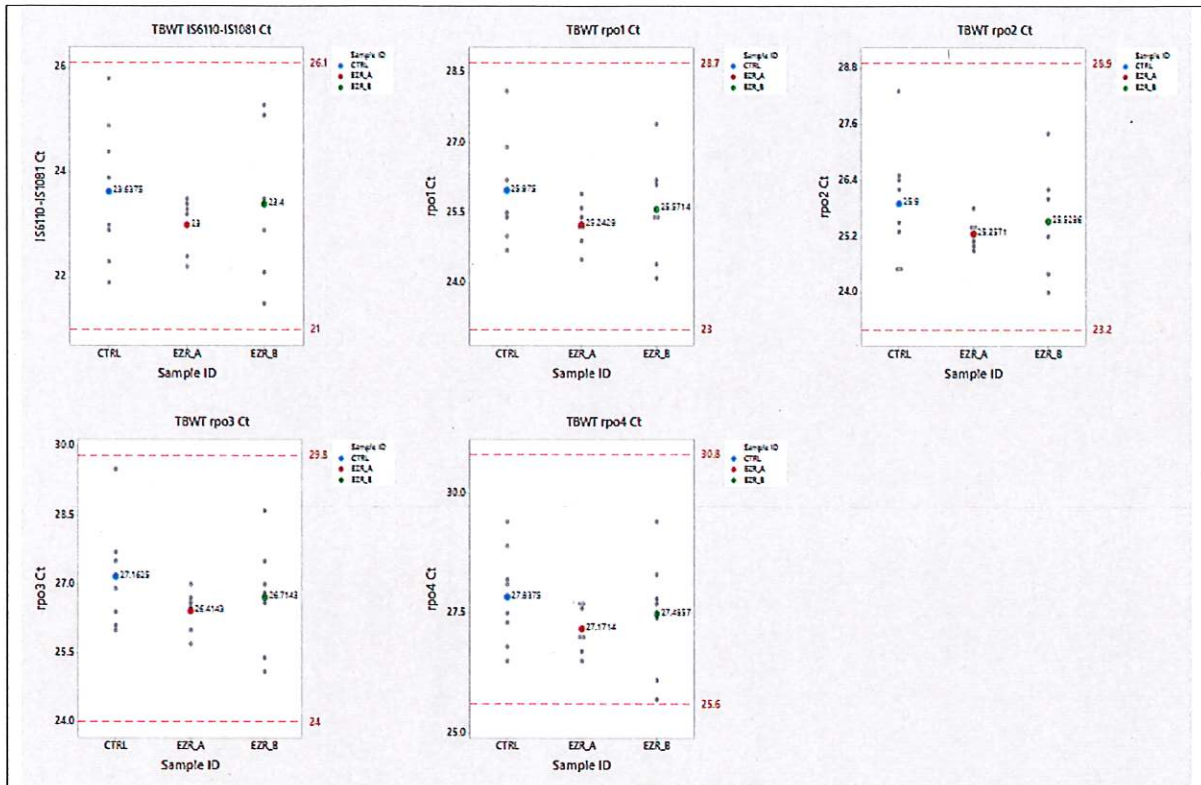 TBWT IS6110-IS1081 Ct
26
24
22
IS6110-IS1081 Ct
26.1
21
Sample ID
CTRL
EZR_A
EZR_B
23.6375
23
23.4
CTRL
EZR_A
EZR_B
Sample ID
TBWT rpo1 Ct
28.5
27.0
25.5
24.0
rpo1 Ct
28.7
23
Sample ID
CTRL
EZR_A
EZR_B
25.975
25.2429
25.5714
CTRL
EZR_A
EZR_B
Sample ID
TBWT rpo2 Ct
28.8
27.6
26.4
25.2
24.0
rpo2 Ct
23.2
Sample ID
CTRL
EZR_A
EZR_B
25.9
CTRL
EZR_A
EZR_B
Sample ID
TBWT rpo3 Ct
30.0
28.5
27.0
25.5
24.0
rpo3 Ct
29.8
24
Sample ID
CTRL
EZR_A
EZR_B
27.1625
26.4143
26.7143
CTRL
EZR_A
EZR_B
Sample ID
TBWT rpo4 Ct
30.0
27.5
25.0
rpo4 Ct
30.8
25.6
Sample ID
CTRL
EZR_A
EZR_B
27.8375
27.1714
CTRL
EZR_A
EZR_B
Sample ID